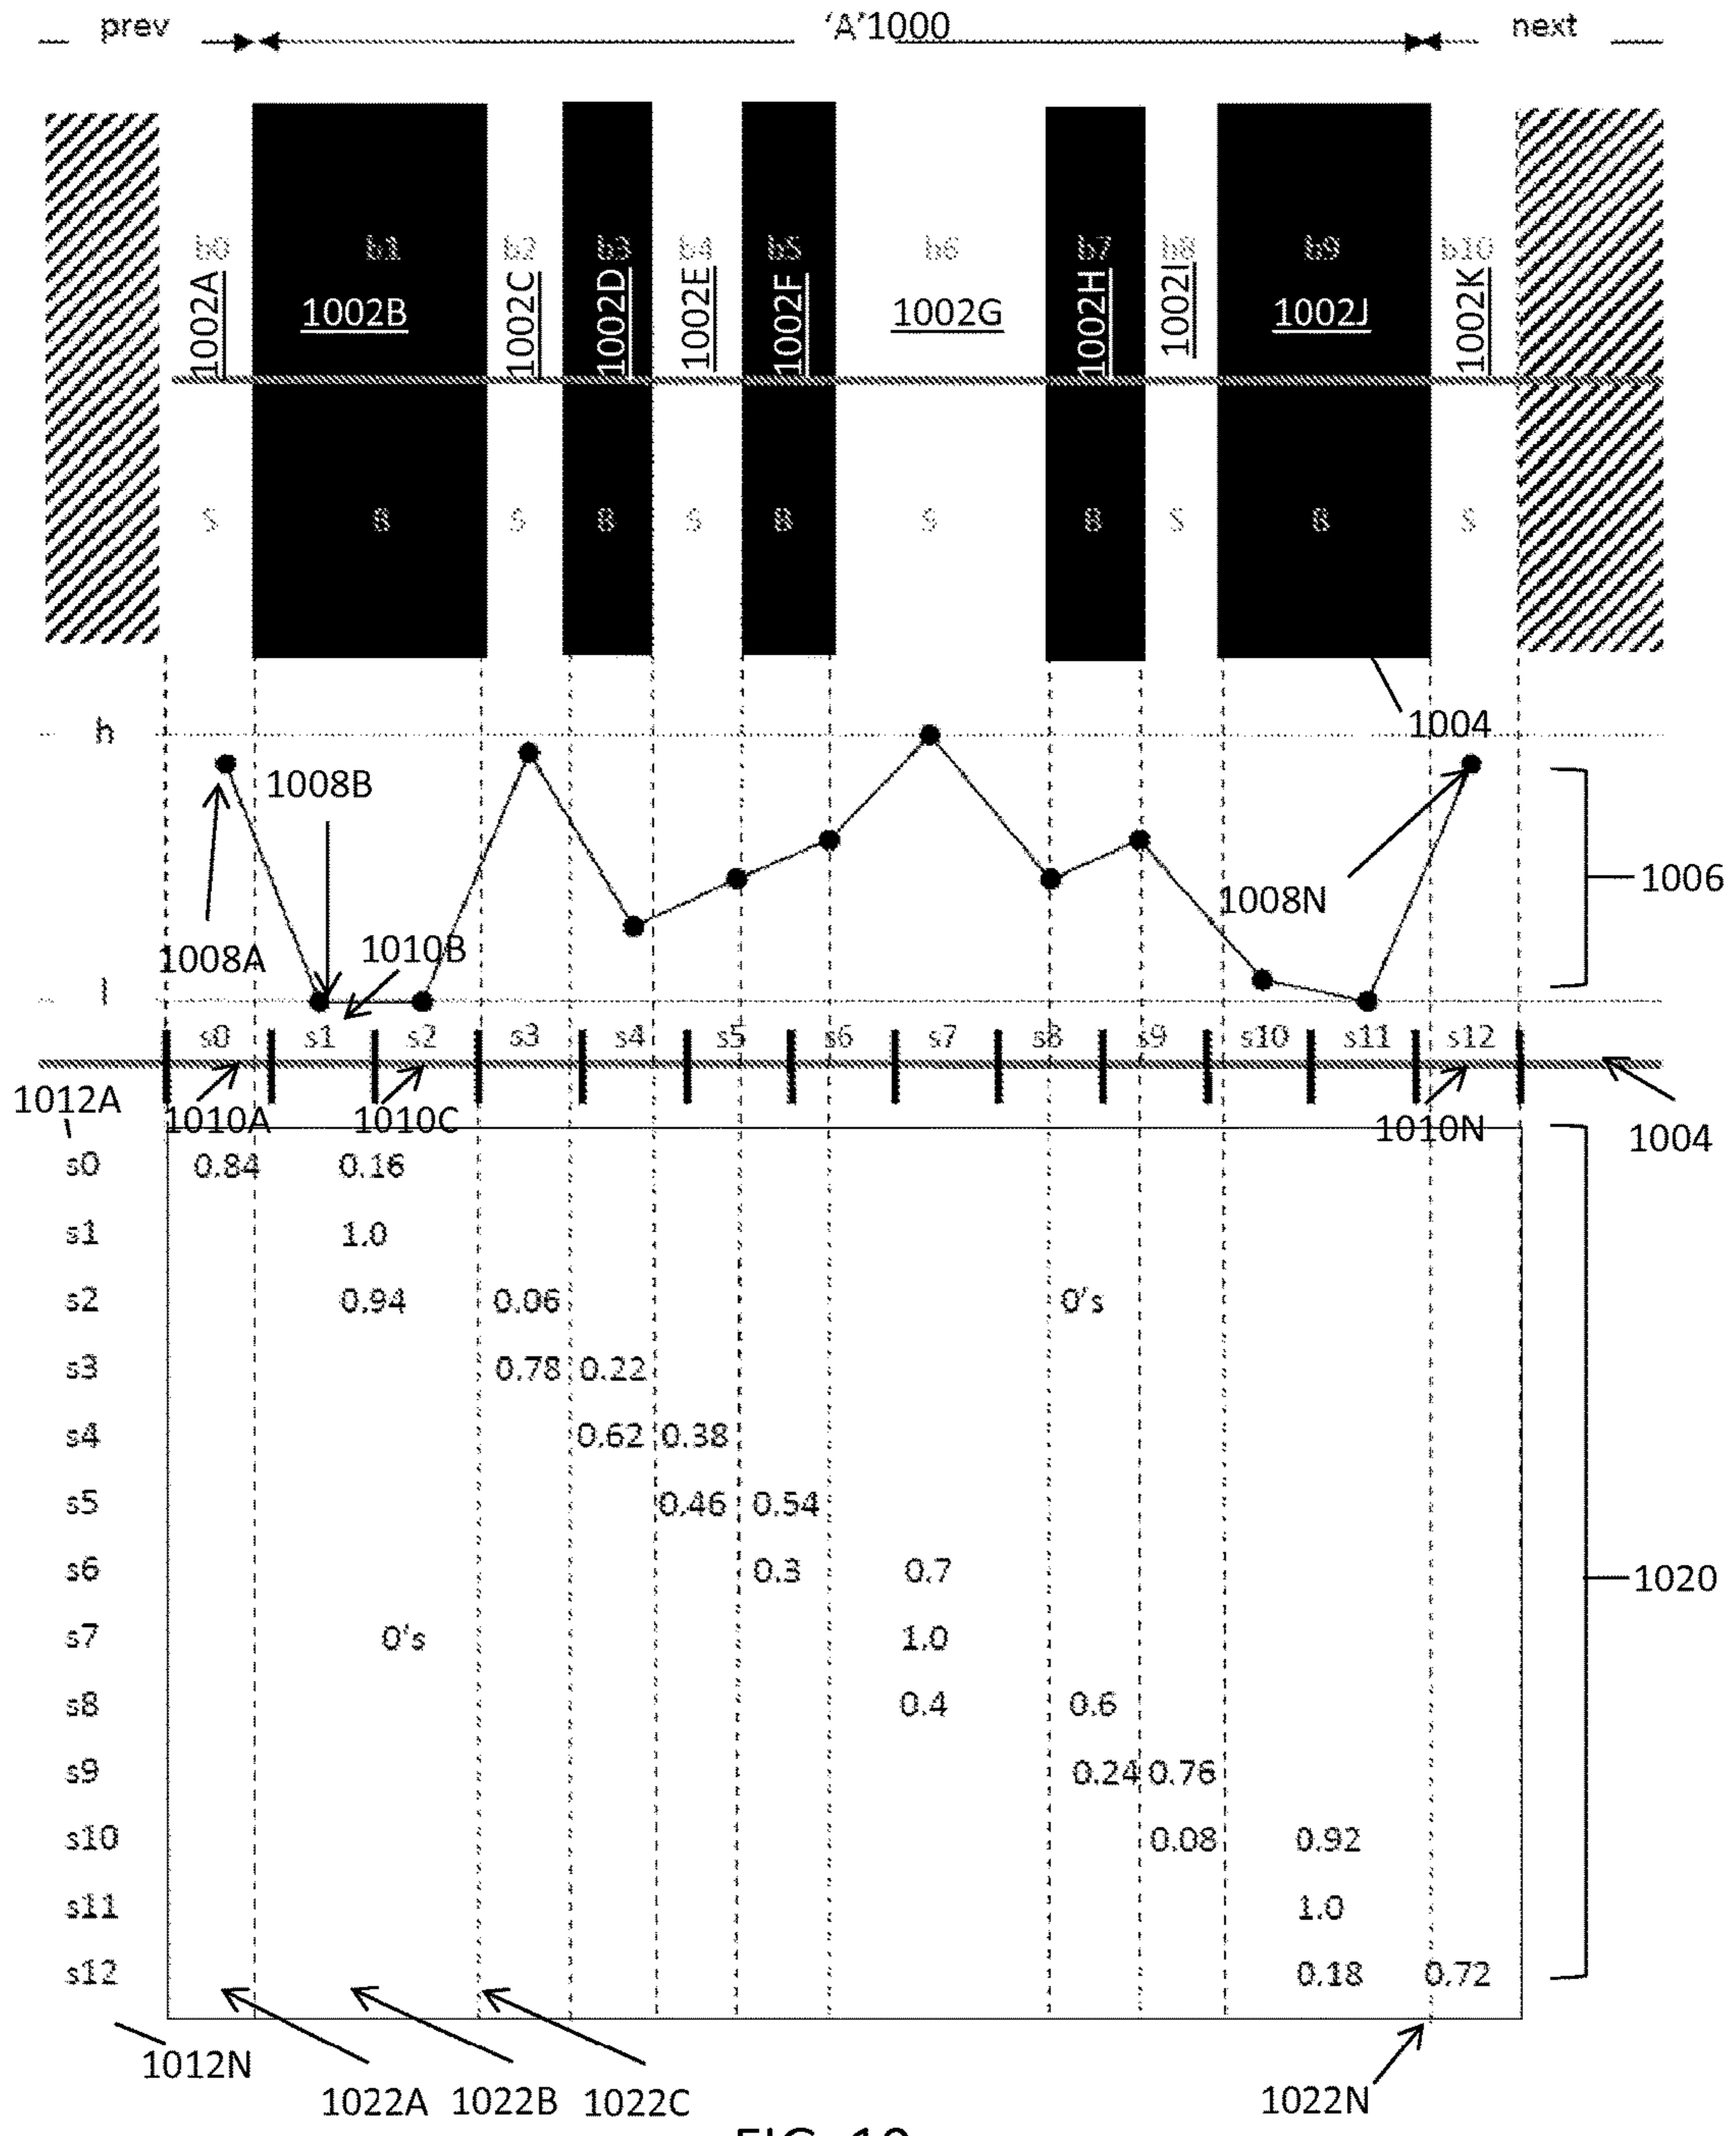 prev 'A'1000 next
b0 b1 b2 b3 b4 b5 b6 b7 b8 b9 b10
1002A 1002B 1002C 1002D 1002E 1002F 1002G 1002H 1002I 1002J 1002K
S B S B S B S B S B S
1004
h
1008B
1006
1008N
1008A 1010B
l
s0 s1 s2 s3 s4 s5 s6 s7 s8 s9 s10 s11 s12
1012A 1010A 1010C 1010N 1004
s0 0.84 0.16
s1 1.0
s2 0.94 0.06 0's
s3 0.78 0.22
s4 0.62 0.38
s5 0.46 0.54
s6 0.3 0.7
s7 0's 1.0
s8 0.4 0.6
s9 0.24 0.76
s10 0.08 0.92
s11 1.0
s12 0.18 0.72
1020
1012N 1022A 1022B 1022C 1022N
FIG. 10